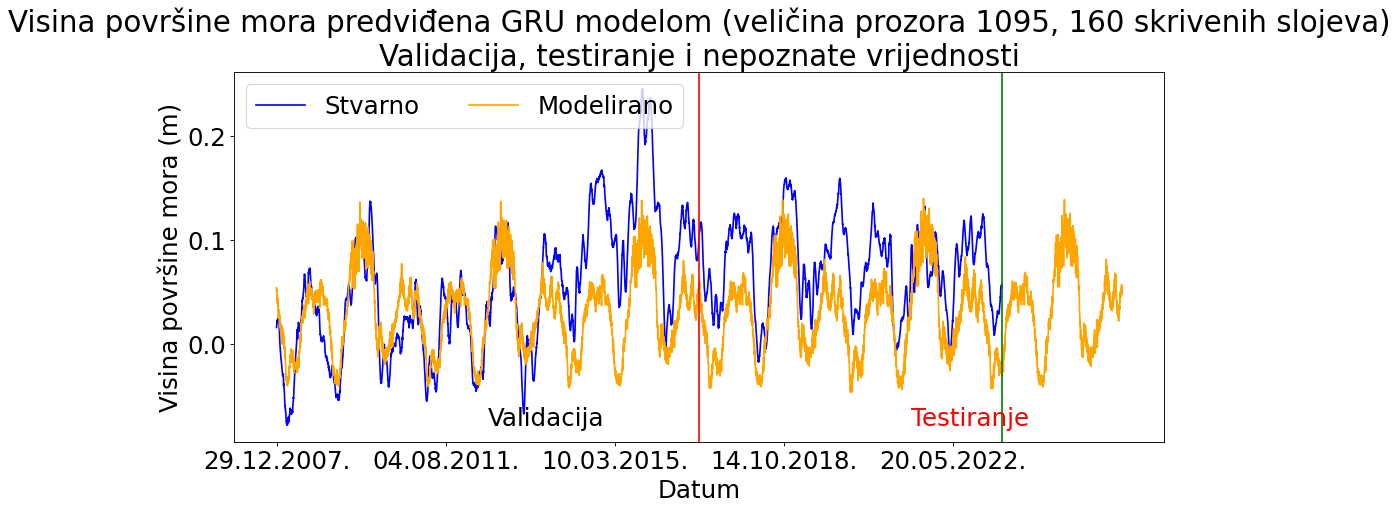 Visina površine mora predviđena GRU modelom (veličina prozora 1095, 160 skrivenih slojeva)
Validacija, testiranje i nepoznate vrijednosti
Stvarno Modelirano
Visina površine mora (m)
0.2
0.1
0.0
Validacija Testiranje
29.12.2007. 04.08.2011. 10.03.2015. 14.10.2018. 20.05.2022.
Datum